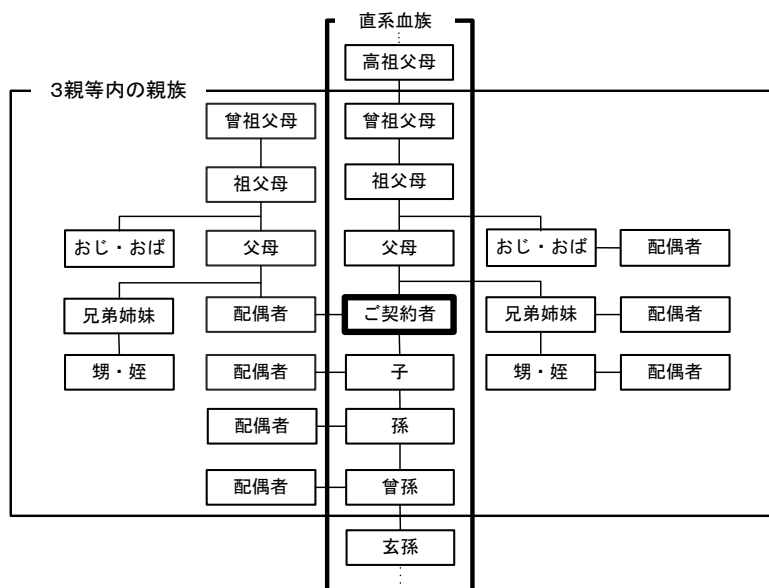 直系血族
高祖父母
3親等内の親族
曾祖父母
曾祖父母
祖父母
祖父母
おじ・おば
父母
父母
おじ・おば
配偶者
兄弟姉妹
配偶者
ご契約者
兄弟姉妹
配偶者
甥・姪
配偶者
子
甥・姪
配偶者
配偶者
孫
配偶者
曾孫
玄孫